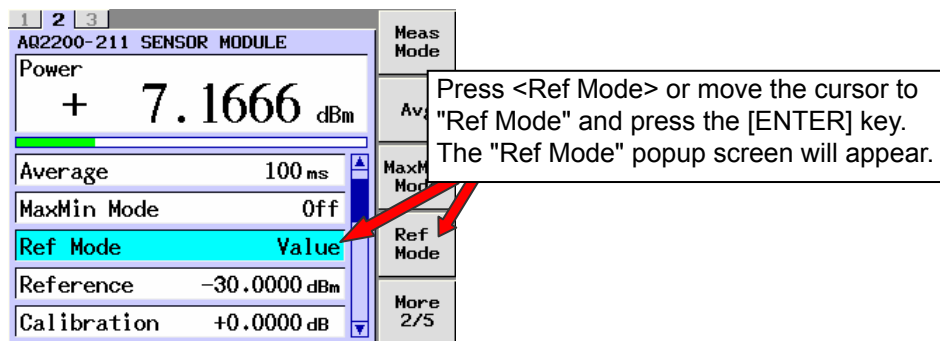 1 2 3
AQ2200-211 SENSOR MODULE
Power
+ 7.1666 dBm
Average 100 ms
MaxMin Mode Off
Ref Mode Value
Reference -30.0000 dBm
Calibration +0.0000 dB
Meas
Mode
Ref
Mode
More
2/5
Press <Ref Mode> or move the cursor to
"Ref Mode" and press the [ENTER] key.
The "Ref Mode" popup screen will appear.